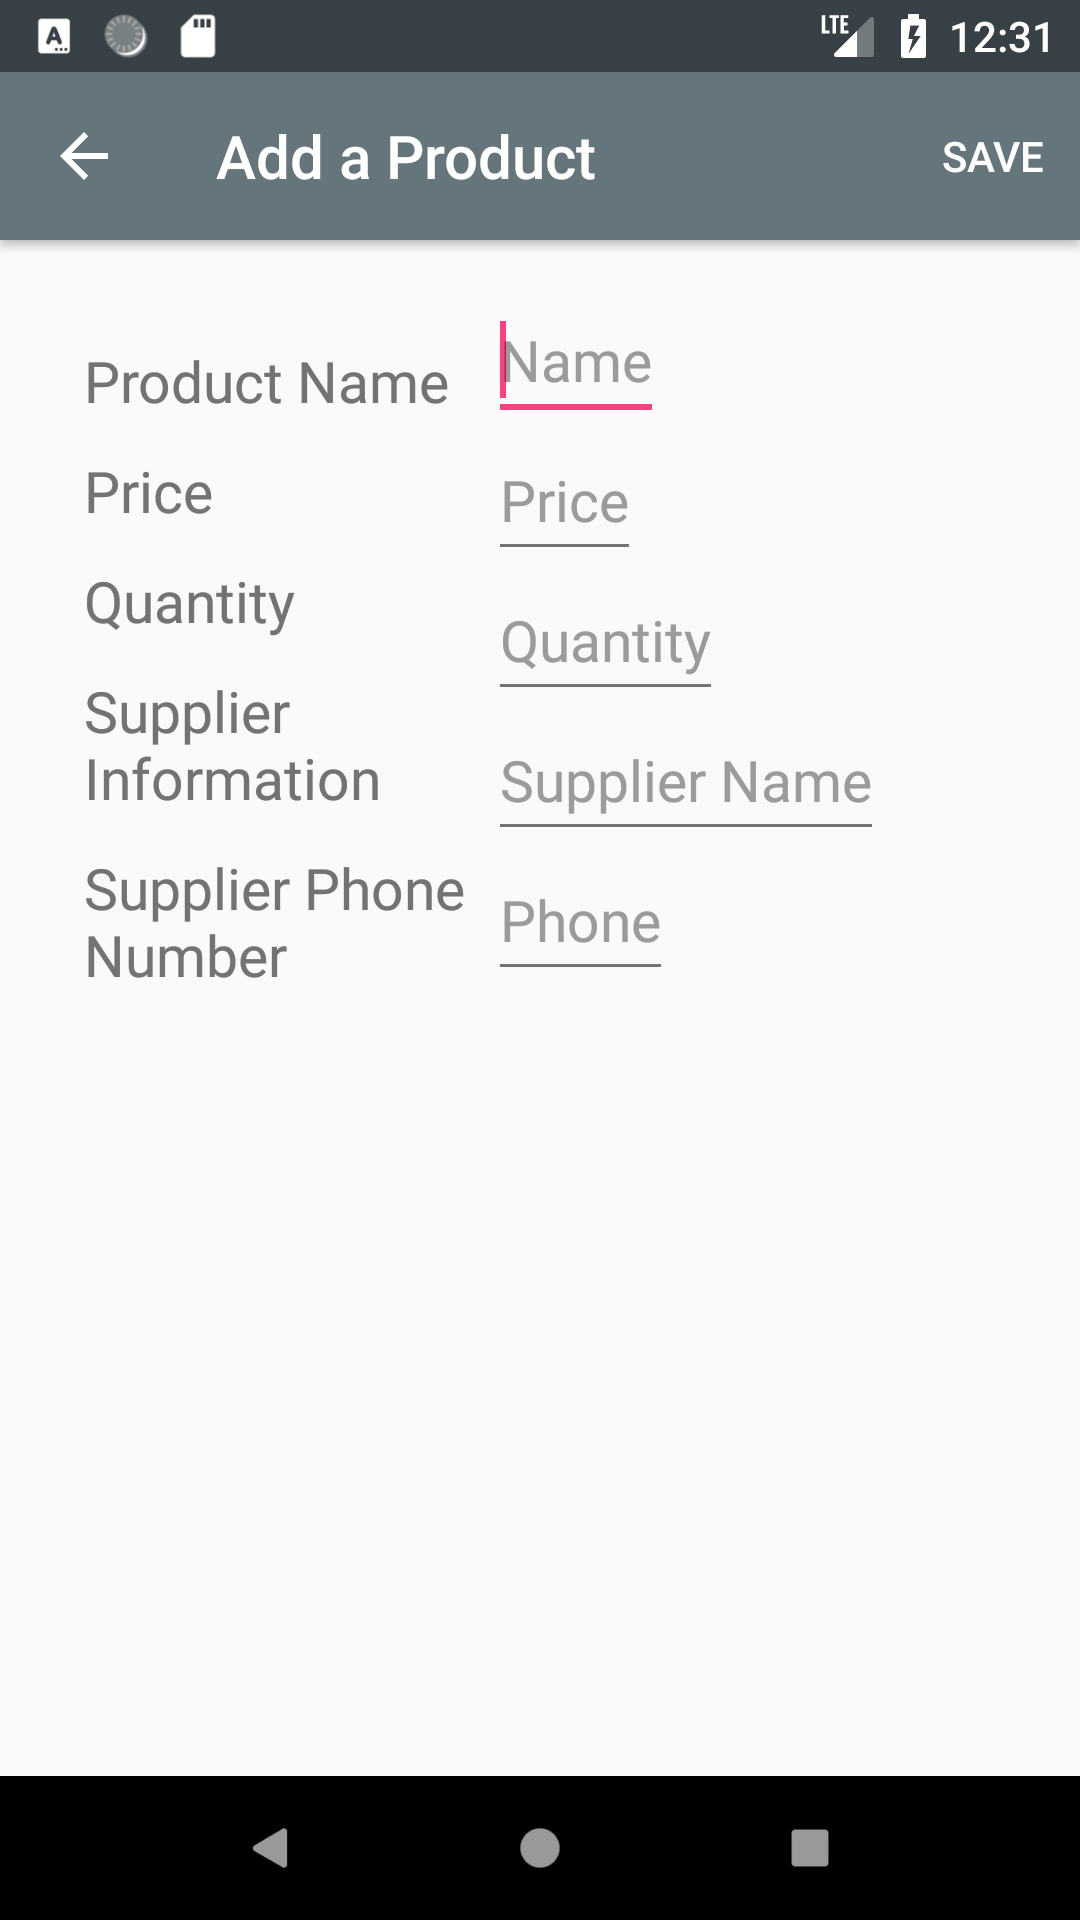 LTE 12:31
Add a Product SAVE
Product Name Name
Price Price
Quantity Quantity
Supplier
Information Supplier Name
Supplier Phone
Number Phone